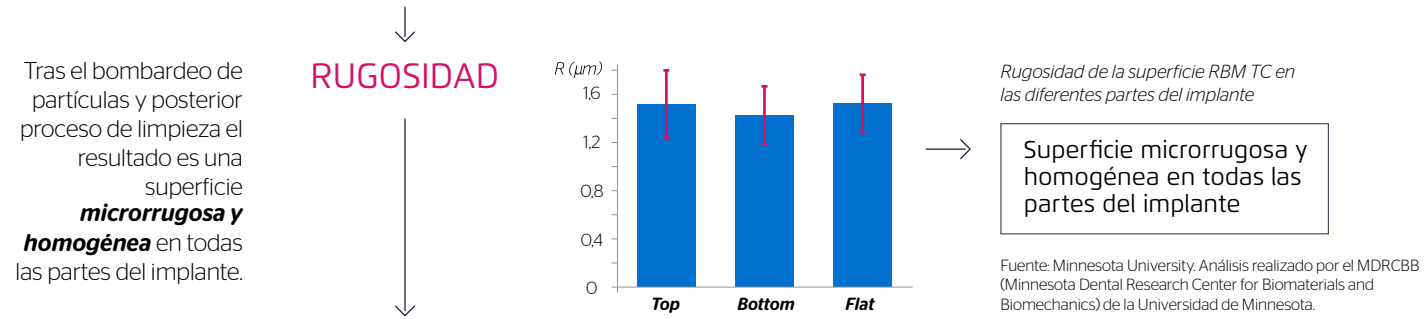 Tras el bombardeo de
partículas y posterior
proceso de limpieza el
resultado es una
superficie
microrrugosa y
homogénea en todas
las partes del implante.
RUGOSIDAD
R (µm)
1,6
1,2
0,8
0,4
0
Top Bottom Flat
Rugosidad de la superficie RBM TC en
las diferentes partes del implante
Superficie microrrugosa y
homogénea en todas las
partes del implante
Fuente: Minnesota University. Análisis realizado por el MDRCBB
(Minnesota Dental Research Center for Biomaterials and
Biomechanics) de la Universidad de Minnesota.